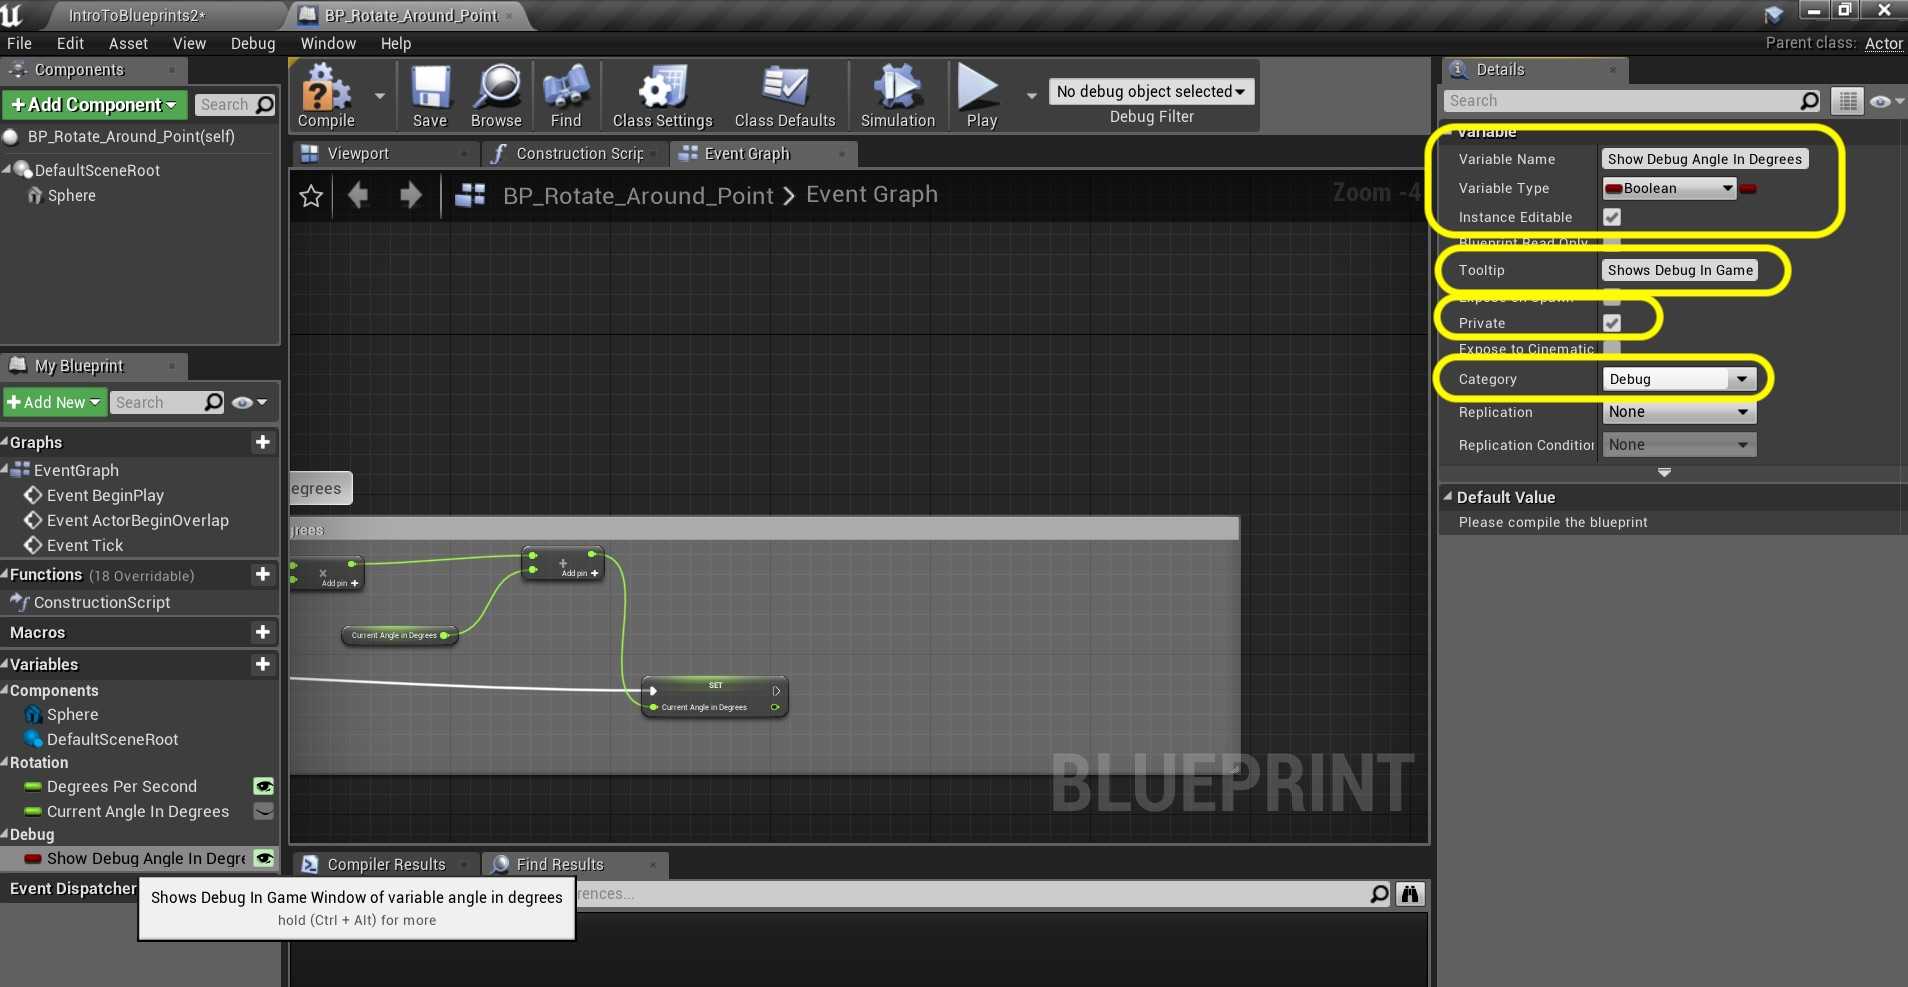 IntroToBlueprints2*
BP_Rotate_Around_Point
File Edit Asset View Debug Window Help
Parent class: Actor
Components
+Add Component
Search
BP_Rotate_Around_Point(self)
DefaultSceneRoot
Sphere
My Blueprint
+Add New
Search
Graphs
EventGraph
Event BeginPlay
Event ActorBeginOverlap
Event Tick
Functions (18 Overridable)
ConstructionScript
Macros
Variables
Components
Sphere
DefaultSceneRoot
Rotation
Degrees Per Second
Current Angle In Degrees
Debug
Show Debug Angle In Degre
Event Dispatcher
Shows Debug In Game Window of variable angle in degrees
hold (Ctrl + Alt) for more
Compile
Save
Browse
Find
Class Settings
Class Defaults
Simulation
Play
No debug object selected
Debug Filter
Viewport
Construction Scrip
Event Graph
BP_Rotate_Around_Point > Event Graph
Zoom -4
egrees
grees
Add pin +
Add pin +
Current Angle in Degrees
SET
Current Angle in Degrees
BLUEPRINT
Compiler Results
Find Results
rences...
Details
Search
Variable
Variable Name Show Debug Angle In Degrees
Variable Type Boolean
Instance Editable
Blueprint Read Only
Tooltip Shows Debug In Game
Expose on Spawn
Private
Expose to Cinematic
Category Debug
Replication None
Replication Condition None
Default Value
Please compile the blueprint